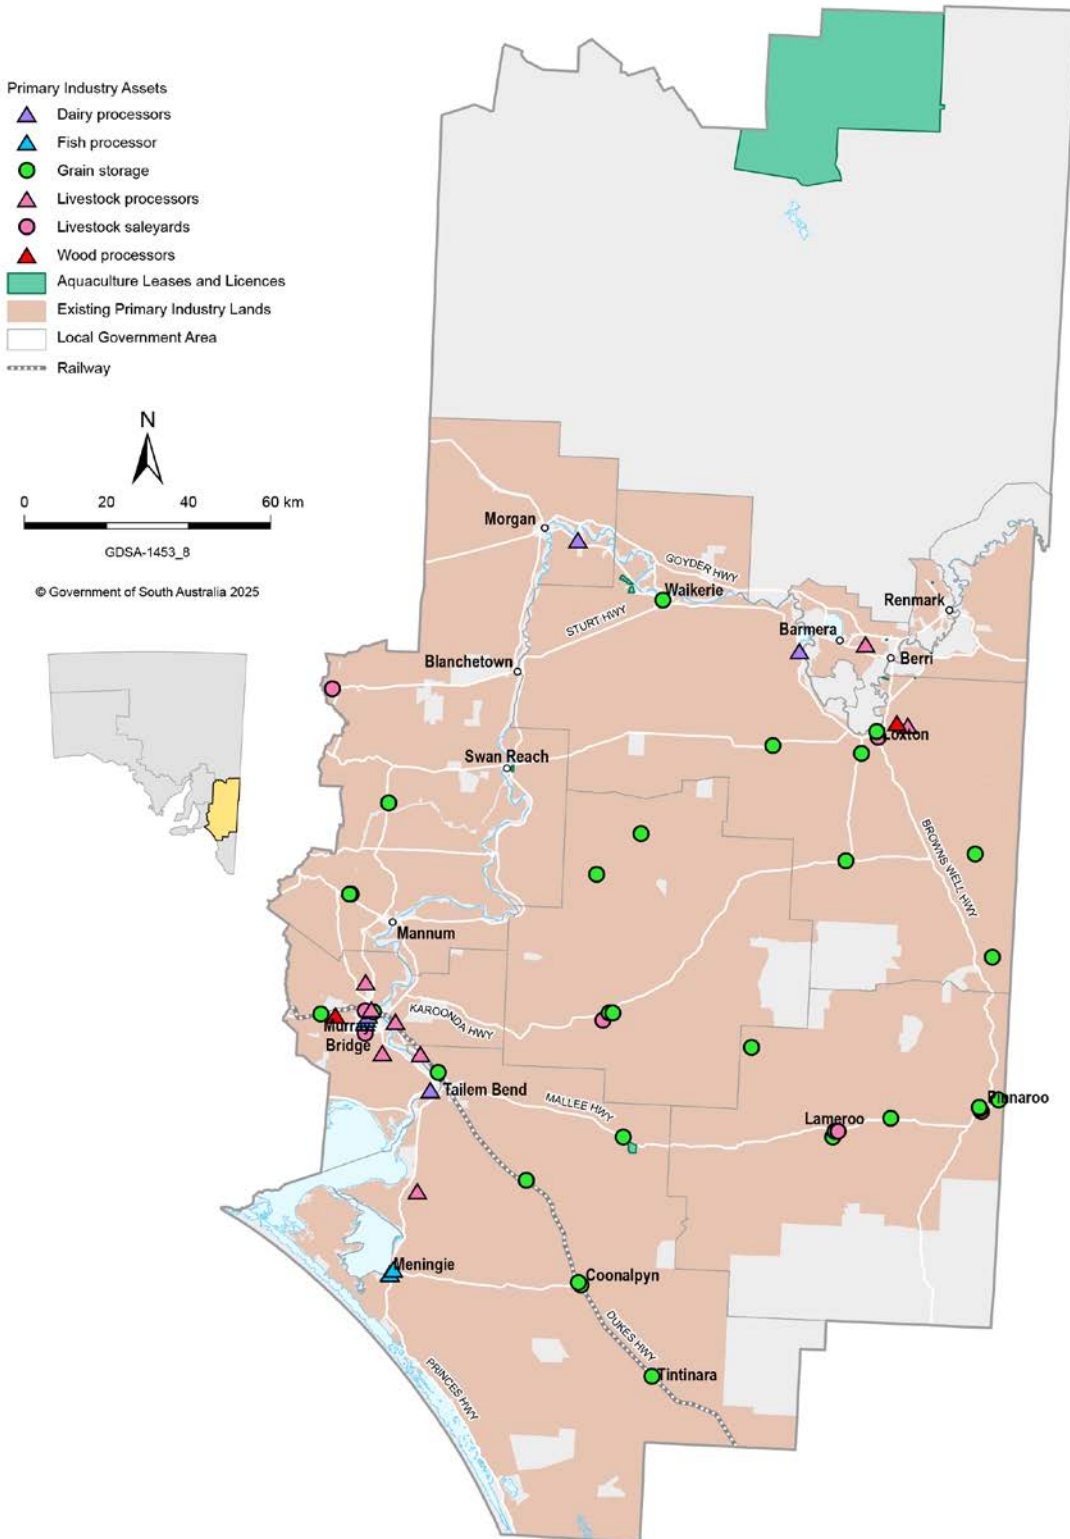 Primary Industry Assets
Dairy processors
Fish processor
Grain storage
Livestock processors
Livestock saleyards
Wood processors
Aquaculture Leases and Licences
Existing Primary Industry Lands
Local Government Area
Railway
N
0 20 40 60 km
GDSA-1453_8
© Government of South Australia 2025
Morgan
GOYDER HWY
Waikerie
Renmark
STURT HWY
Barmera
Berri
Blanchetown
Loxton
Swan Reach
BROWNS WELL HWY
Mannum
KAROONDA HWY
Murray
Bridge
Tailem Bend
MALLEE HWY
Pinnaroo
Lameroo
Meningie
Coonalpyn
DUKES HWY
Tintinara
PRINCES HWY